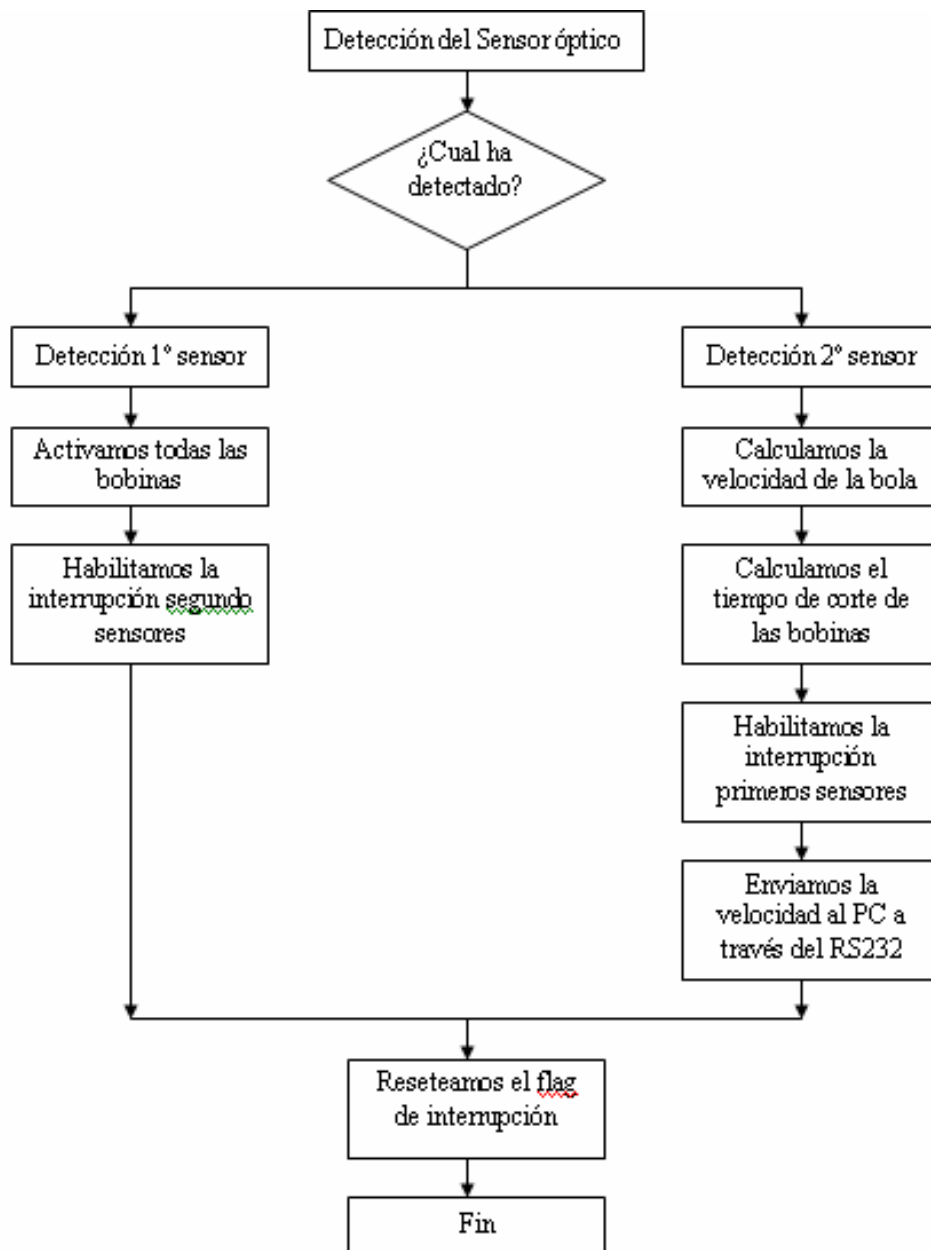 Detección del Sensor óptico
¿Cual ha
detectado?
Detección 1º sensor
Activamos todas las
bobinas
Habilitamos la
interrupción segundo
sensores
Detección 2º sensor
Calculamos la
velocidad de la bola
Calculamos el
tiempo de corte de
las bobinas
Habilitamos la
interrupción
primeros sensores
Enviamos la
velocidad al PC a
través del RS232
Reseteamos el flag
de interrupción
Fin